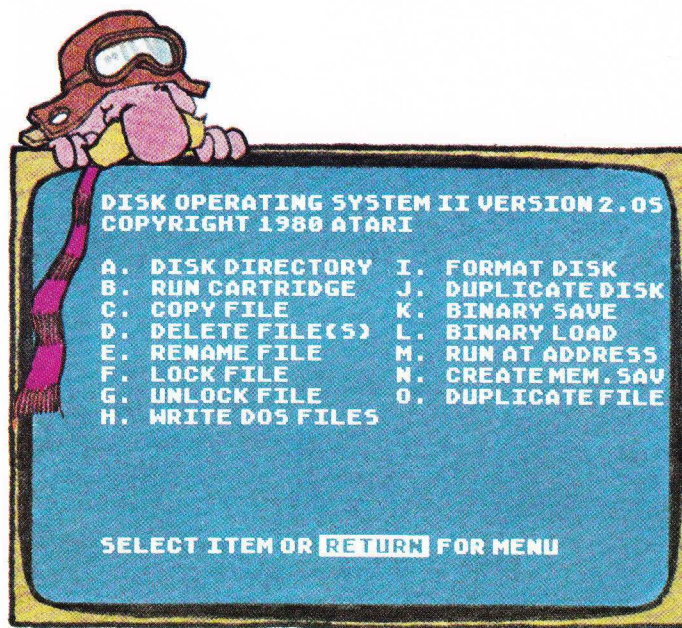 DISK OPERATING SYSTEM II VERSION 2.0S
COPYRIGHT 1980 ATARI
A. DISK DIRECTORY I. FORMAT DISK
B. RUN CARTRIDGE J. DUPLICATE DISK
C. COPY FILE K. BINARY SAVE
D. DELETE FILE(S) L. BINARY LOAD
E. RENAME FILE M. RUN AT ADDRESS
F. LOCK FILE N. CREATE MEM.SAV
G. UNLOCK FILE O. DUPLICATE FILE
H. WRITE DOS FILES
SELECT ITEM OR RETURN FOR MENU